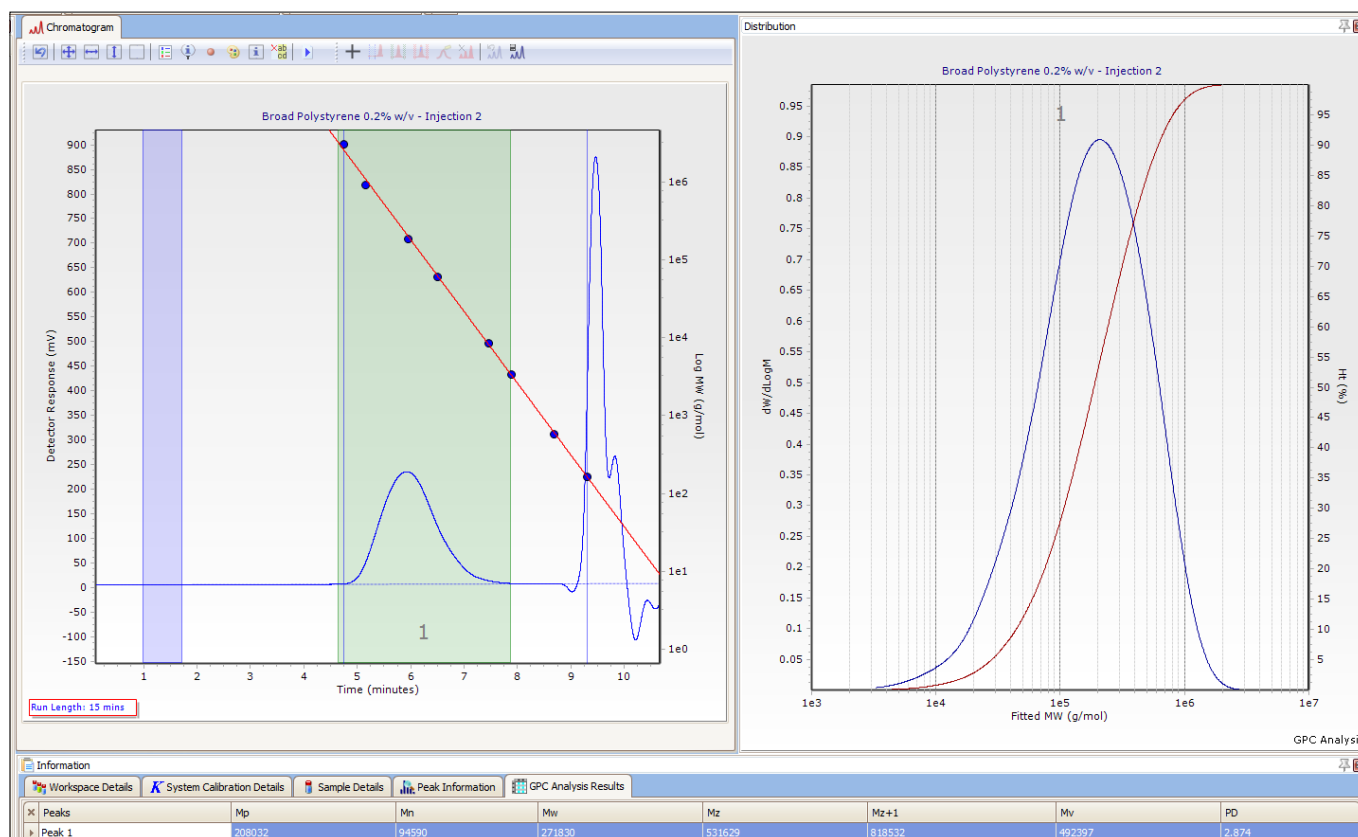 Chromatogram
Broad Polystyrene 0.2% w/v - Injection 2
900
850
800
750
700
650
600
550
500
450
400
350
300
250
200
150
100
50
0
-50
-100
-150
Detector Response (mV)
1e6
1e5
1e4
1e3
1e2
1e1
1e0
Log MW (g/mol)
1
1
2
3
4
5
6
7
8
9
10
Time (minutes)
Run Length: 15 mins
Distribution
Broad Polystyrene 0.2% w/v - Injection 2
1
0.95
0.9
0.85
0.8
0.75
0.7
0.65
0.6
0.55
0.5
0.45
0.4
0.35
0.3
0.25
0.2
0.15
0.1
0.05
dW/dLogM
95
90
85
80
75
70
65
60
55
50
45
40
35
30
25
20
15
10
5
Ht (%)
1e3
1e4
1e5
1e6
1e7
Fitted MW (g/mol)
GPC Analysis
Information
Workspace Details
System Calibration Details
Sample Details
Peak Information
GPC Analysis Results
Peaks Mp Mn Mw Mz Mz+1 Mv PD
Peak 1 208032 94590 271830 531629 818532 492397 2.874